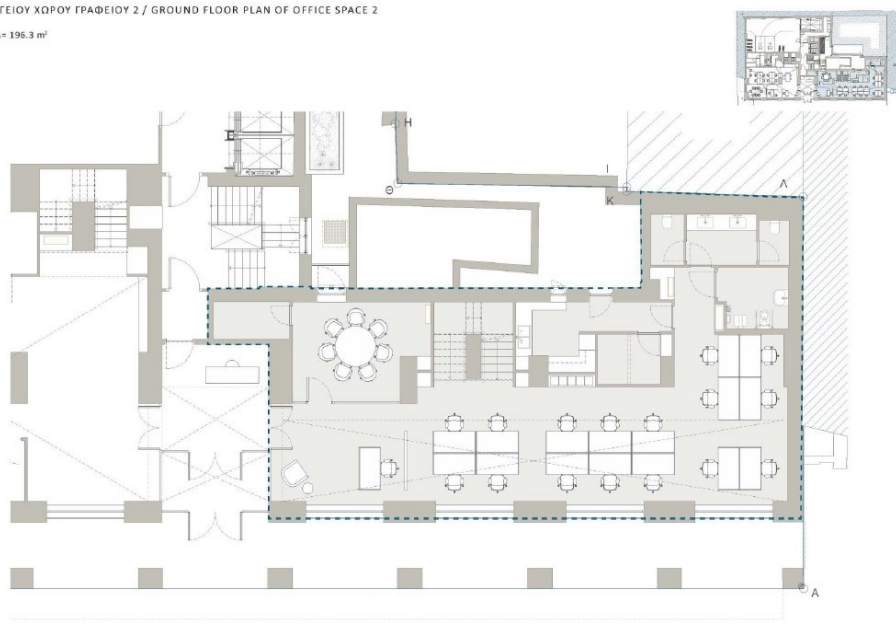 ΓΕΙΟΥ ΧΩΡΟΥ ΓΡΑΦΕΙΟΥ 2 / GROUND FLOOR PLAN OF OFFICE SPACE 2
= 196.3 m²
Η
Θ
Ι
Κ
Λ
Α